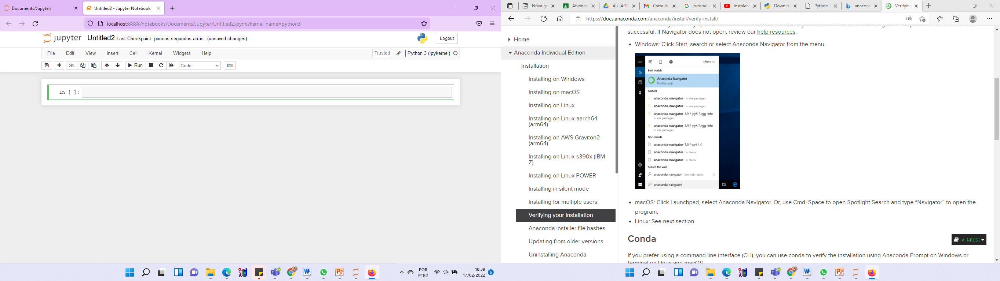 Documents/Jupyter/
Untitled2 - Jupyter Notebook
localhost:8888/notebooks/Documents/Jupyter/Untitled2.ipynb?kernel_name=python3
jupyter Untitled2 Last Checkpoint: poucos segundos atrás (unsaved changes)
Logout
File Edit View Insert Cell Kernel Widgets Help
Trusted
Python 3 (ipykernel)
Run
Code
In [ ]:
POR
PTB2
18:39
17/02/2022
6
Nova gu
Atividad
AULA01
Caixa de
tutorial
Instalan
Downlo
Python
anacond
Verifying
https://docs.anaconda.com/anaconda/install/verify-install/
Home
Anaconda Individual Edition
Installation
Installing on Windows
Installing on macOS
Installing on Linux
Installing on Linux-aarch64
(arm64)
Installing on AWS Graviton2
(arm64)
Installing on Linux-s390x (IBM
Z)
Installing on Linux POWER
Installing in silent mode
Installing for multiple users
Verifying your installation
Anaconda installer file hashes
Updating from older versions
Uninstalling Anaconda
successful. If Navigator does not open, review our help resources.
Windows: Click Start, search or select Anaconda Navigator from the menu.
Filters
Best match
Anaconda Navigator
Desktop app
Folders
anaconda_navigator - in site-packages
anaconda_navigator - in site-packages
anaconda_navigator-1.9.7-py3.7.egg-info
in site-packages
anaconda_navigator-1.9.7-py3.7.egg-info
in site-packages
Documents
anaconda-navigator-1.9.7-py37_0
anaconda-navigator - in Menu
anaconda-navigator - in Menu
Search the web
anaconda navigator - See web results
anaconda navigator
macOS: Click Launchpad, select Anaconda Navigator. Or, use Cmd+Space to open Spotlight Search and type “Navigator” to open the
program.
Linux: See next section.
Conda
v: latest
If you prefer using a command line interface (CLI), you can use conda to verify the installation using Anaconda Prompt on Windows or
terminal on Linux and macOS.